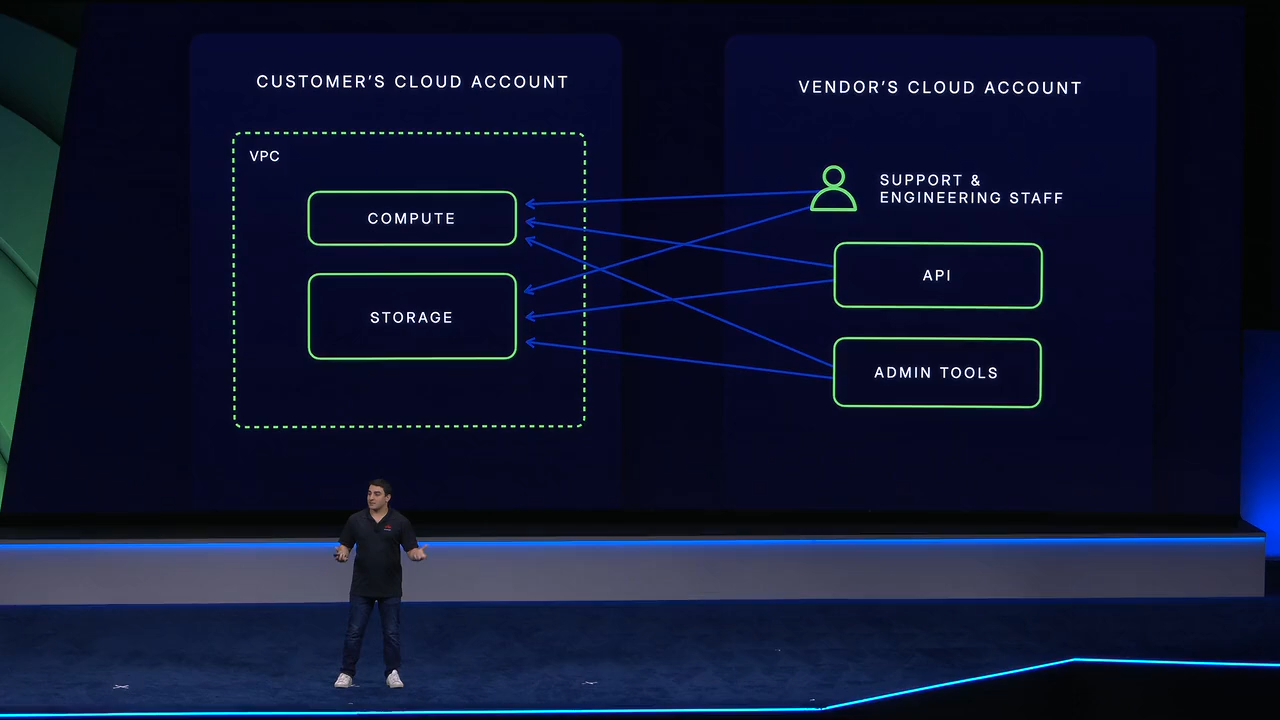 CUSTOMER'S CLOUD ACCOUNT
VPC
COMPUTE
STORAGE
VENDOR'S CLOUD ACCOUNT
SUPPORT &
ENGINEERING STAFF
API
ADMIN TOOLS